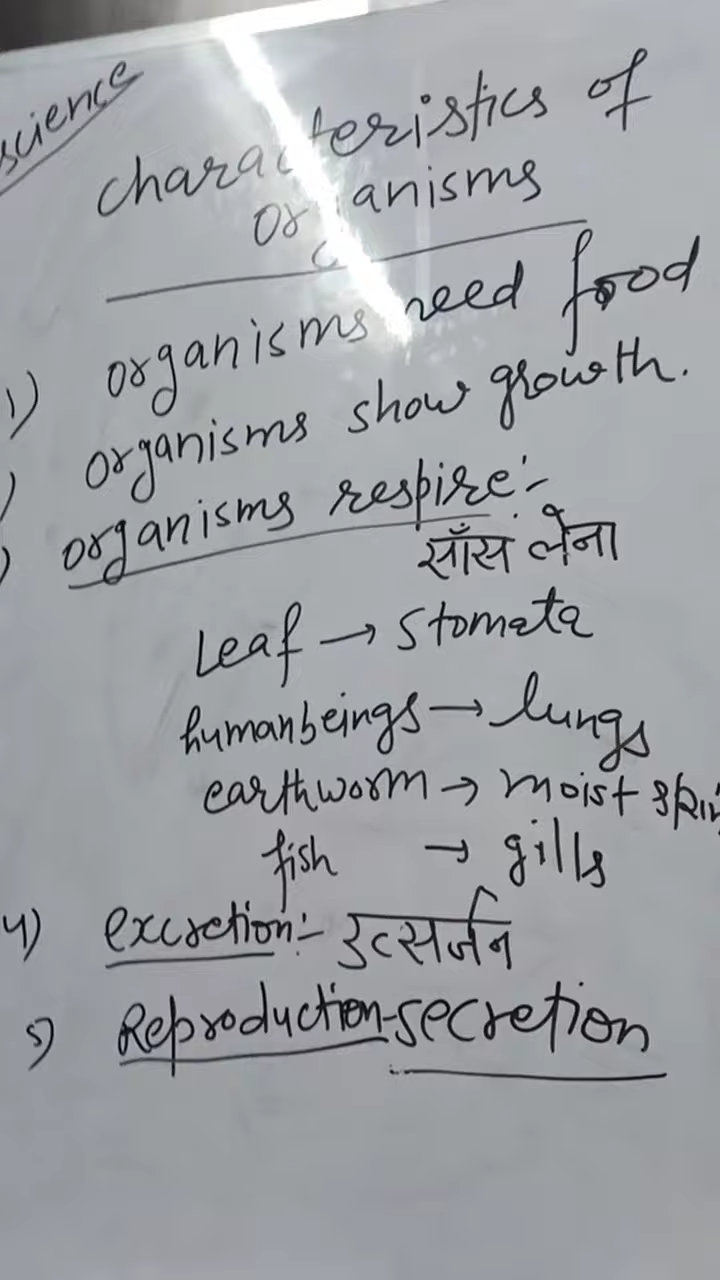 science
characteristics of
organisms
1) organisms need food
) organisms show growth.
) organisms respire:-
साँस लेना
Leaf → Stomata
humanbeings → lungs
earthworm → moist skin
fish → gills
4) excretion:- उत्सर्जन
5) Reproduction-secretion